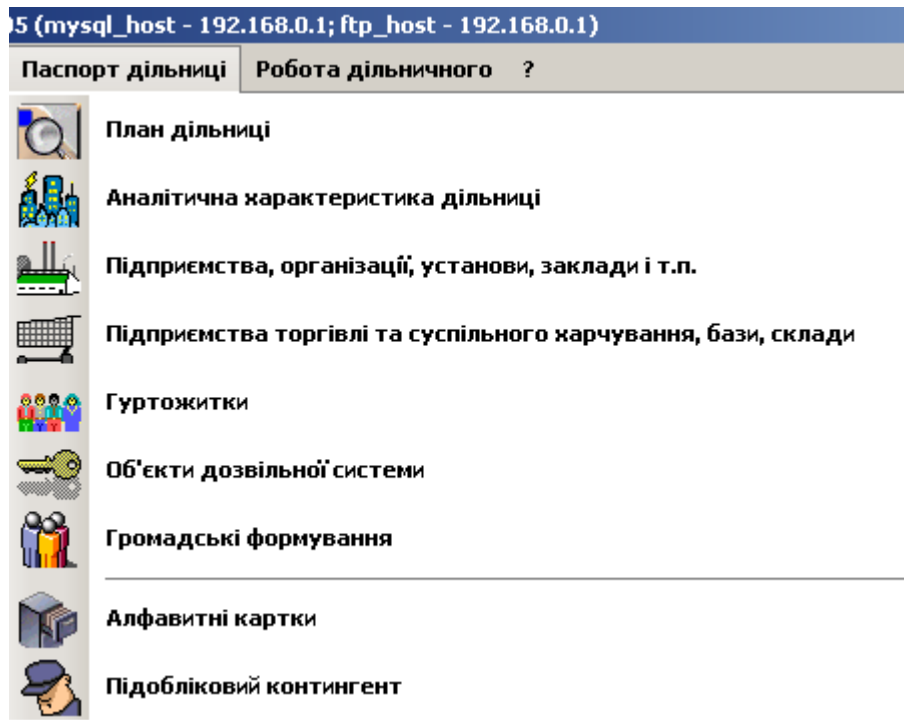 05 (mysql_host - 192.168.0.1; ftp_host - 192.168.0.1)
Паспорт дільниці Робота дільничного ?
План дільниці
Аналітична характеристика дільниці
Підприємства, організації, установи, заклади і т.п.
Підприємства торгівлі та суспільного харчування, бази, склади
Гуртожитки
Об'єкти дозвільної системи
Громадські формування
Алфавитні картки
Підобліковий контингент